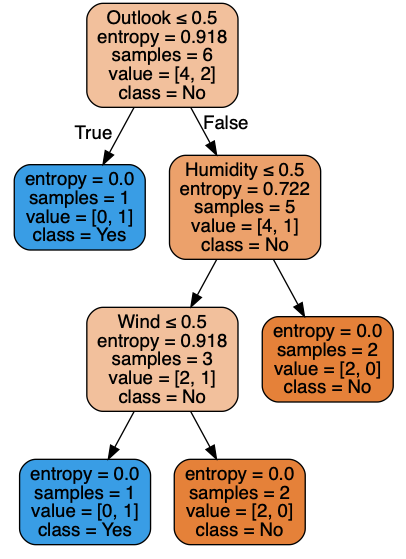 Outlook ≤ 0.5
entropy = 0.918
samples = 6
value = [4, 2]
class = No
True
False
entropy = 0.0
samples = 1
value = [0, 1]
class = Yes
Humidity ≤ 0.5
entropy = 0.722
samples = 5
value = [4, 1]
class = No
Wind ≤ 0.5
entropy = 0.918
samples = 3
value = [2, 1]
class = No
entropy = 0.0
samples = 2
value = [2, 0]
class = No
entropy = 0.0
samples = 1
value = [0, 1]
class = Yes
entropy = 0.0
samples = 2
value = [2, 0]
class = No